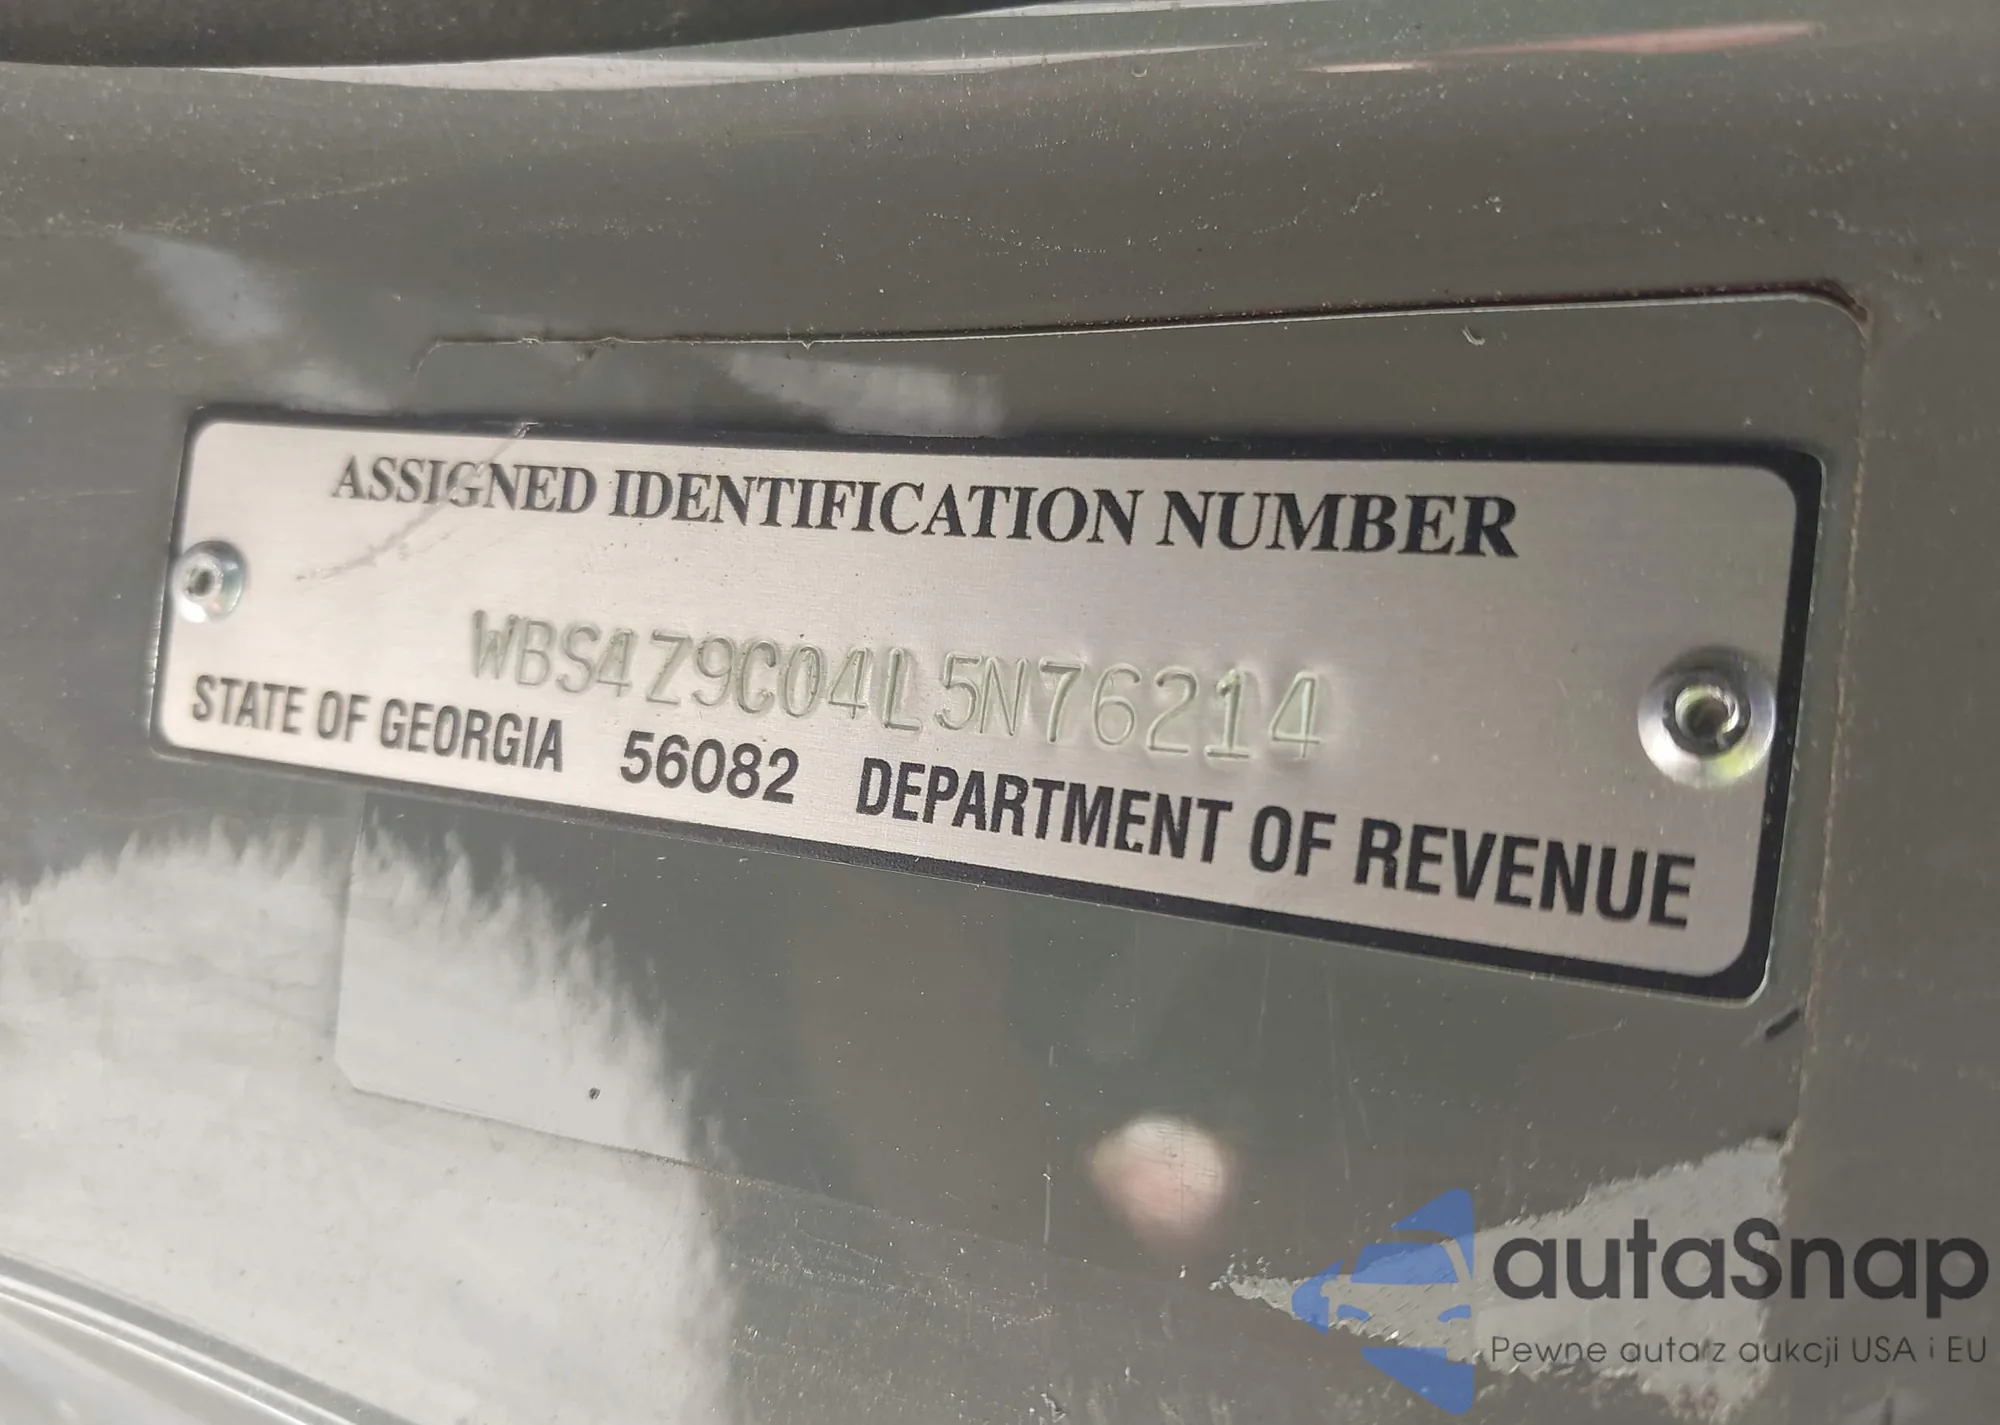 ASSIGNED IDENTIFICATION NUMBER
WBS4Z9C04L5N76214
STATE OF GEORGIA 56082 DEPARTMENT OF REVENUE
autaSnap
Pewne auta z aukcji USA i EU